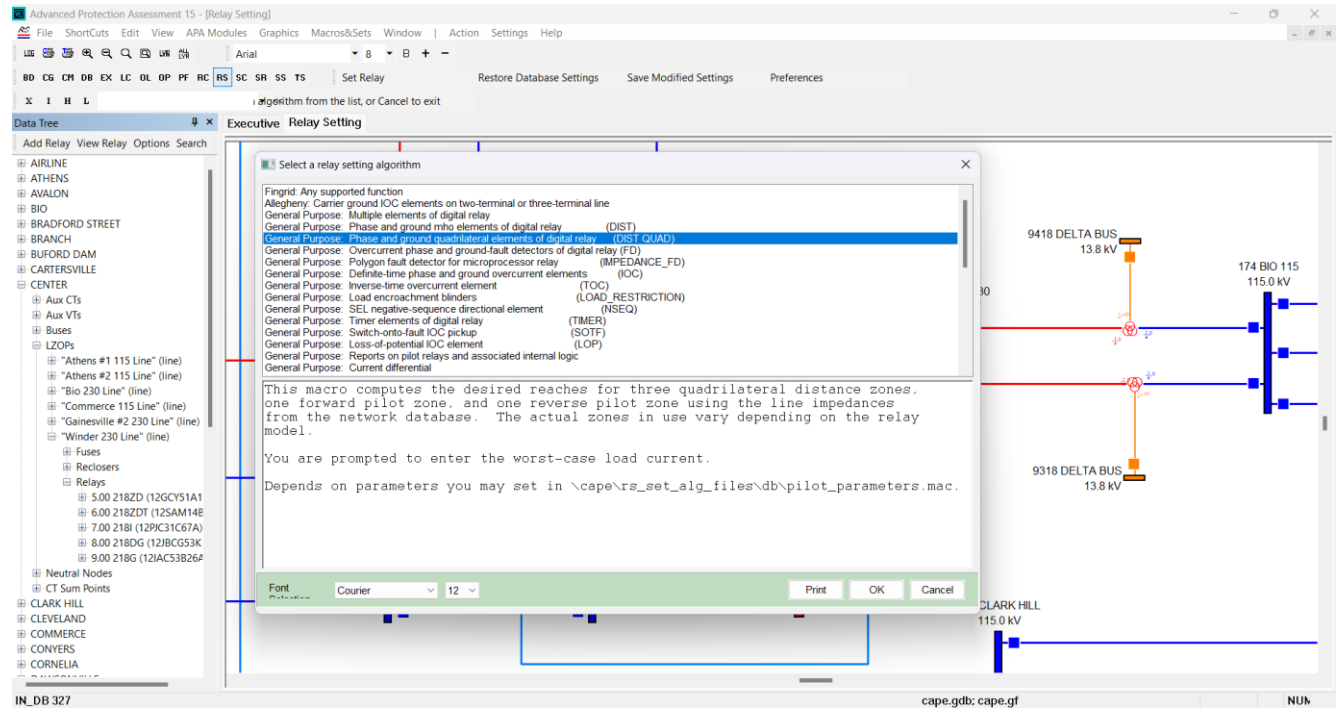 Advanced Protection Assessment 15 - [Relay Setting]
File ShortCuts Edit View APA Modules Graphics Macros&Sets Window | Action Settings Help
Arial 8 B + −
BD CG CM DB EX LC OL OP PF RC RS SC SR SS TS Set Relay Restore Database Settings Save Modified Settings Preferences
X I H L algorithm from the list, or Cancel to exit
Data Tree
Executive Relay Setting
Add Relay View Relay Options Search
AIRLINE
ATHENS
AVALON
BIO
BRADFORD STREET
BRANCH
BUFORD DAM
CARTERSVILLE
CENTER
Aux CTs
Aux VTs
Buses
LZOPs
"Athens #1 115 Line" (line)
"Athens #2 115 Line" (line)
"Bio 230 Line" (line)
"Commerce 115 Line" (line)
"Gainesville #2 230 Line" (line)
"Winder 230 Line" (line)
Fuses
Reclosers
Relays
5.00 218ZD (12GCY51A1
6.00 218ZDT (12SAM14B
7.00 218I (12PJC31C67A)
8.00 218DG (12JBCG53K
9.00 218G (12IAC53B26A
Neutral Nodes
CT Sum Points
CLARK HILL
CLEVELAND
COMMERCE
CONYERS
CORNELIA
Select a relay setting algorithm
Fingrid: Any supported function
Allegheny: Carrier ground IOC elements on two-terminal or three-terminal line
General Purpose: Multiple elements of digital relay
General Purpose: Phase and ground mho elements of digital relay (DIST)
General Purpose: Phase and ground quadrilateral elements of digital relay (DIST QUAD)
General Purpose: Overcurrent phase and ground-fault detectors of digital relay (FD)
General Purpose: Polygon fault detector for microprocessor relay (IMPEDANCE_FD)
General Purpose: Definite-time phase and ground overcurrent elements (IOC)
General Purpose: Inverse-time overcurrent element (TOC)
General Purpose: Load encroachment blinders (LOAD_RESTRICTION)
General Purpose: SEL negative-sequence directional element (NSEQ)
General Purpose: Timer elements of digital relay (TIMER)
General Purpose: Switch-onto-fault IOC pickup (SOTF)
General Purpose: Loss-of-potential IOC element (LOP)
General Purpose: Reports on pilot relays and associated internal logic
General Purpose: Current differential
This macro computes the desired reaches for three quadrilateral distance zones,
one forward pilot zone, and one reverse pilot zone using the line impedances
from the network database. The actual zones in use vary depending on the relay
model.
You are prompted to enter the worst-case load current.
Depends on parameters you may set in \cape\rs_set_alg_files\db\pilot_parameters.mac.
Font
Courier 12 Print OK Cancel
9418 DELTA BUS
13.8 kV
174 BIO 115
115.0 kV
9318 DELTA BUS
13.8 kV
CLARK HILL
115.0 kV
IN_DB 327 cape.gdb; cape.gf